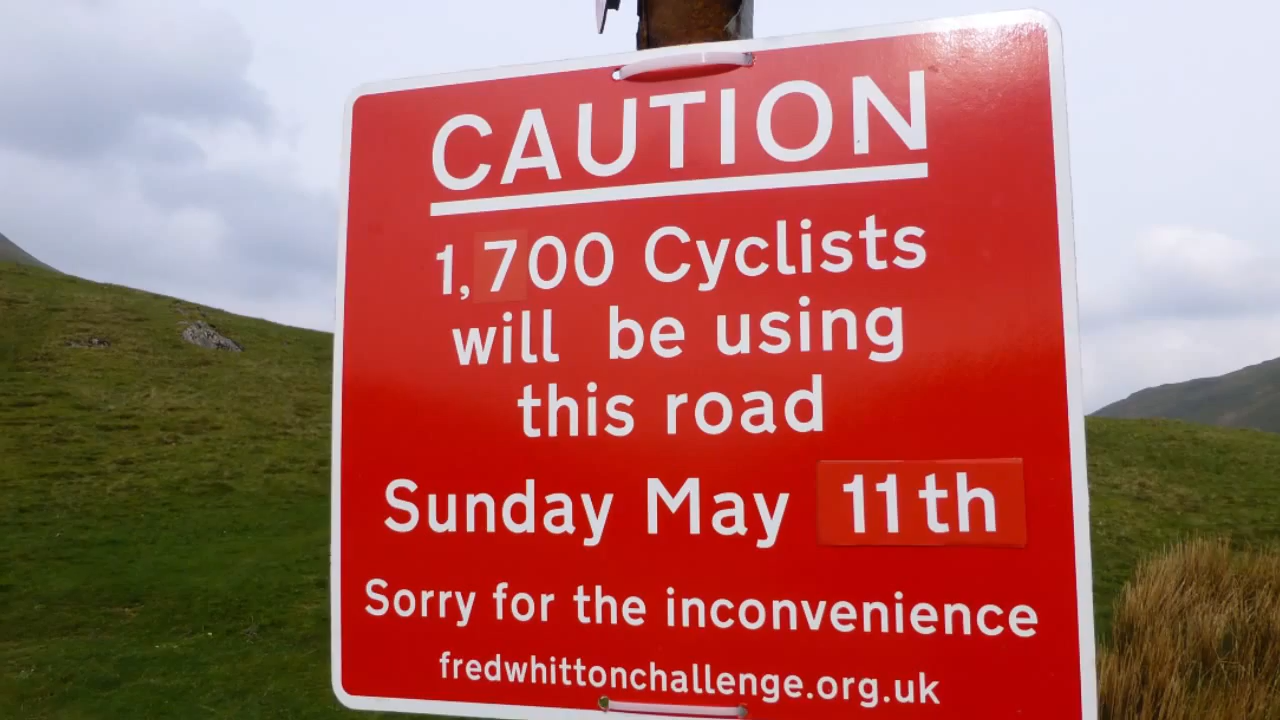 CAUTION
1,700 Cyclists
will be using
this road
Sunday May 11th
Sorry for the inconvenience
fredwhittonchallenge.org.uk